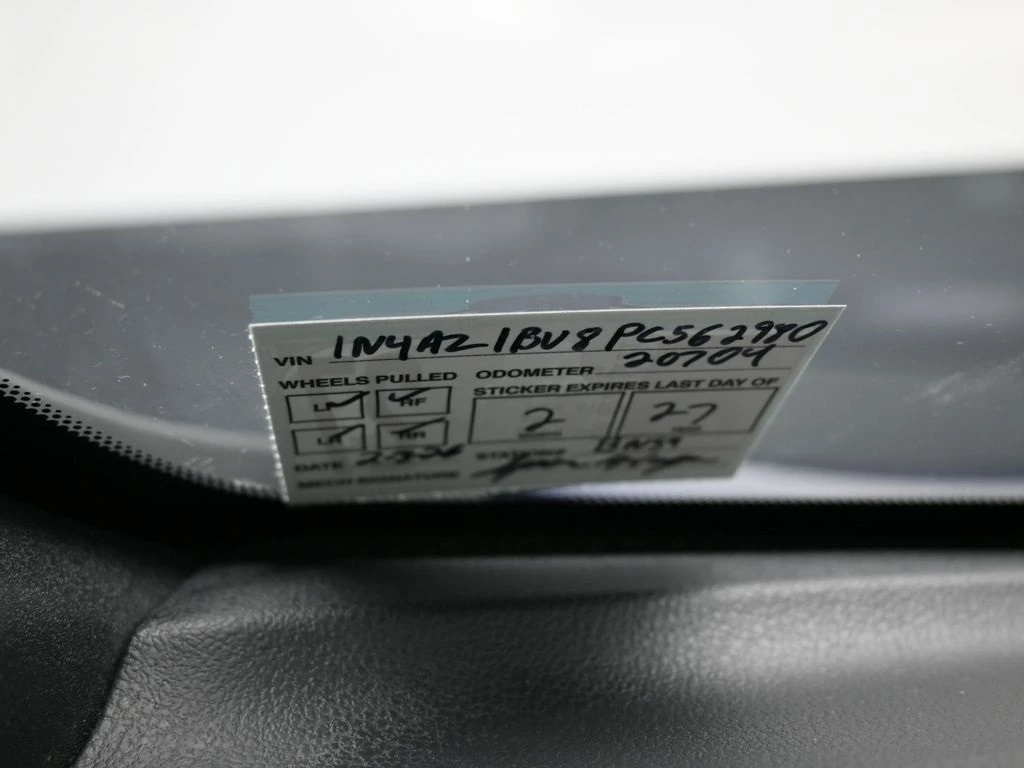 VIN 1N4AZ1BV8PC562980
WHEELS PULLED ODOMETER 20704
STICKER EXPIRES LAST DAY OF
LF RF 2 27
LR RR
DATE STATION#
MECH SIGNATURE